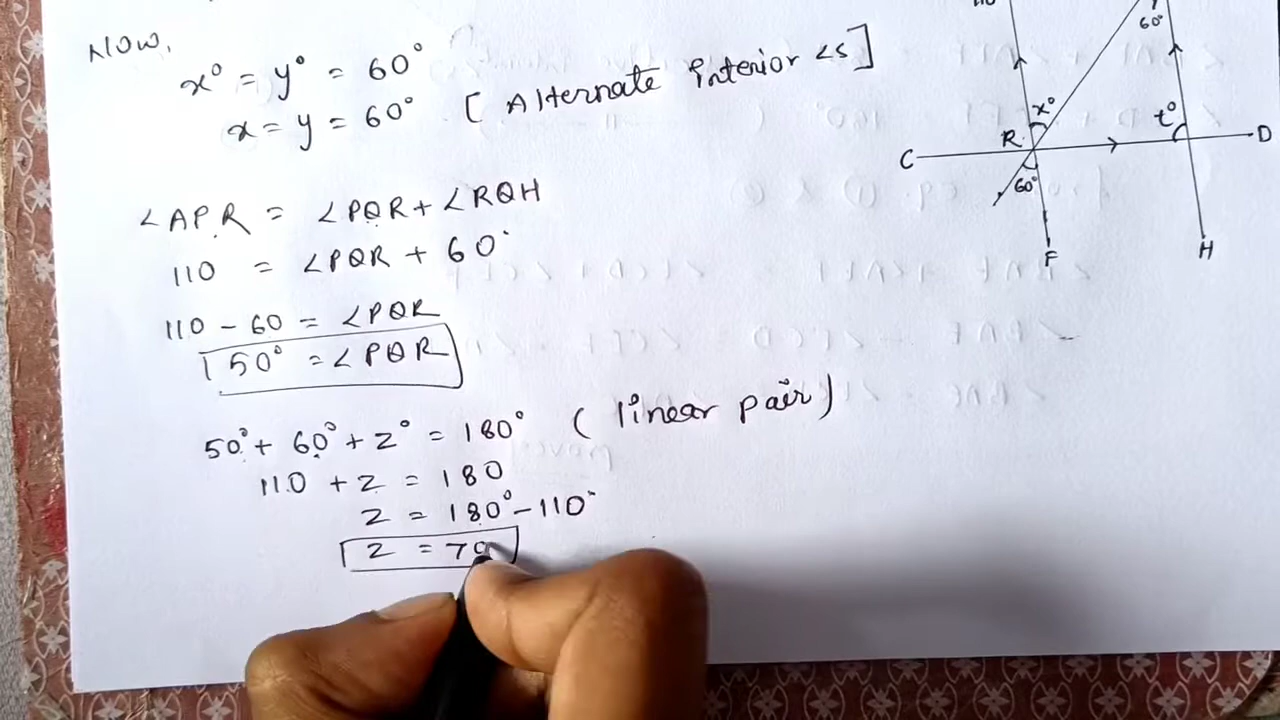 Now,
x° = y° = 60°
x = y = 60° [Alternate interior ∠s]
∠APR = ∠PQR + ∠RQH
110 = ∠PQR + 60°
110 - 60 = ∠PQR
50° = ∠PQR
50° + 60° + z° = 180° (linear pair)
110 + z = 180
z = 180° - 110°
z = 70
60°
x°
t°
R
C
D
60°
F
H